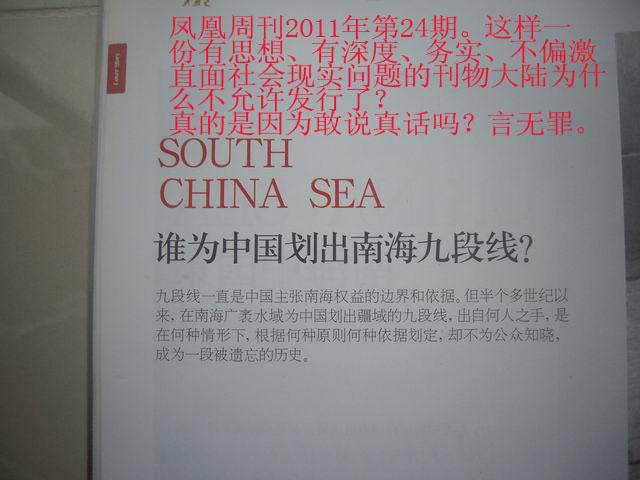 凤凰周刊2011年第24期。这样一
份有思想、有深度、务实、不偏激
直面社会现实问题的刊物大陆为什
么不允许发行了？
真的是因为敢说真话吗？言无罪。
SOUTH
CHINA SEA
谁为中国划出南海九段线？
九段线一直是中国主张南海权益的边界和依据。但半个多世纪以
来，在南海广袤水域为中国划出疆域的九段线，出自何人之手，是
在何种情形下，根据何种原则何种依据划定，却不为公众知晓，
成为一段被遗忘的历史。